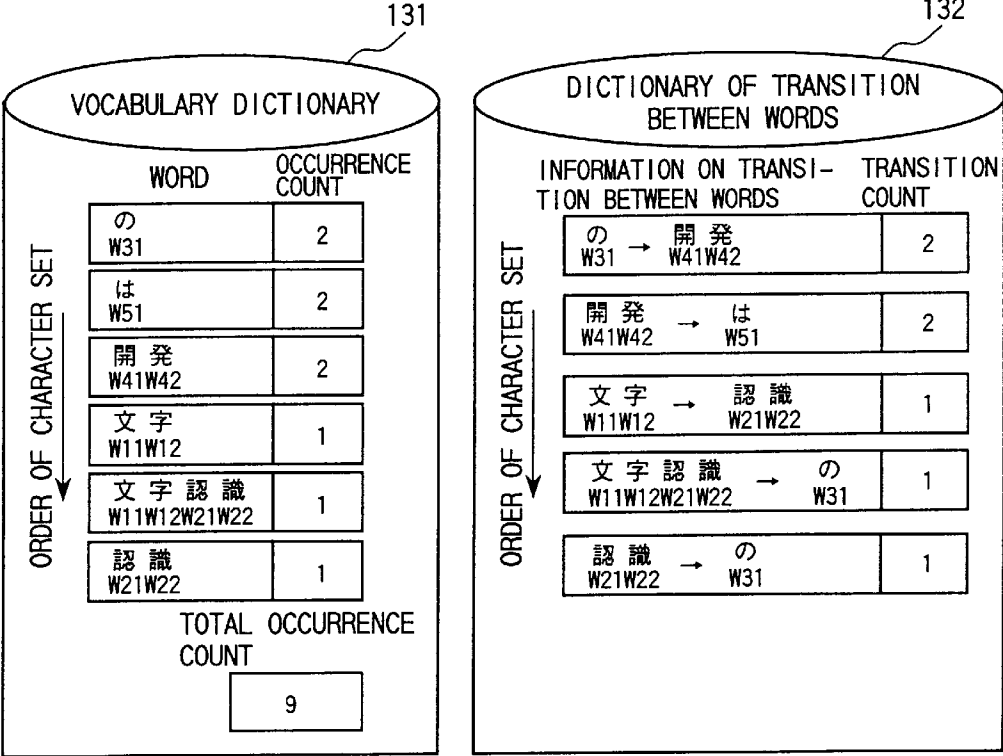 131
VOCABULARY DICTIONARY
WORD
OCCURRENCE
COUNT
の
W31
2
は
W51
2
開発
W41W42
2
文字
W11W12
1
文字認識
W11W12W21W22
1
認識
W21W22
1
ORDER OF CHARACTER SET
TOTAL OCCURRENCE
COUNT
9
132
DICTIONARY OF TRANSITION
BETWEEN WORDS
INFORMATION ON TRANSI-
TION BETWEEN WORDS
TRANSITION
COUNT
の → 開発
W31 W41W42
2
開発 → は
W41W42 W51
2
文字 → 認識
W11W12 W21W22
1
文字認識 → の
W11W12W21W22 W31
1
認識 → の
W21W22 W31
1
ORDER OF CHARACTER SET